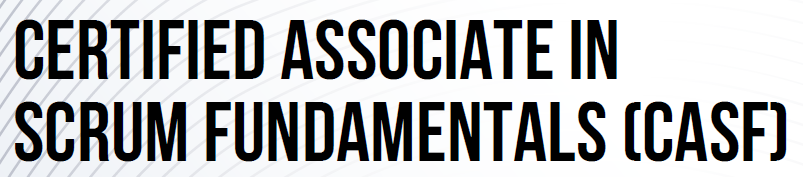 CERTIFIED ASSOCIATE IN
SCRUM FUNDAMENTALS (CASF)